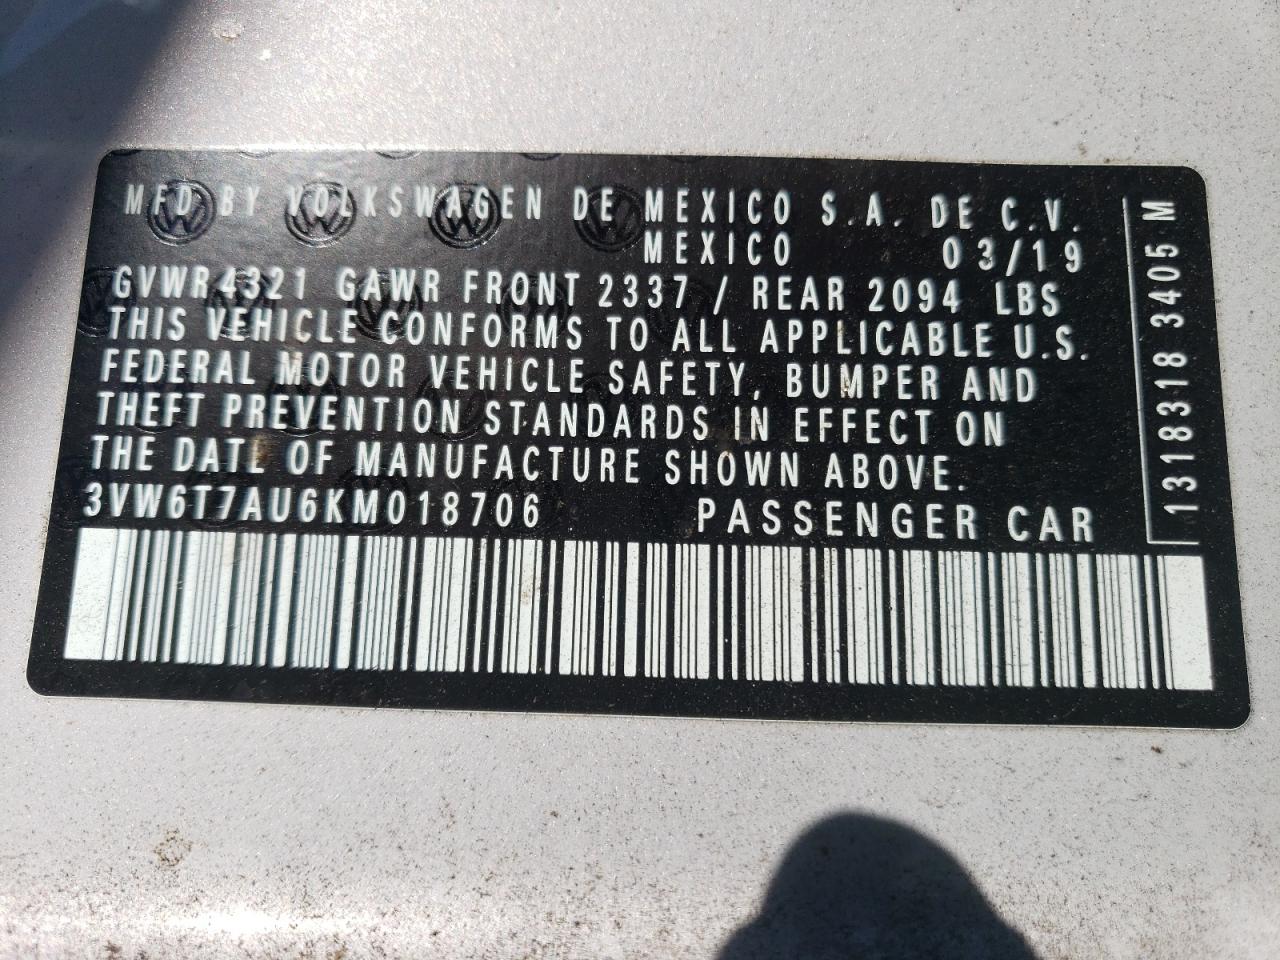 MFD BY VOLKSWAGEN DE MEXICO S.A. DE C.V.
MEXICO 03/19
GVWR4321 GAWR FRONT 2337 / REAR 2094 LBS
THIS VEHICLE CONFORMS TO ALL APPLICABLE U.S.
FEDERAL MOTOR VEHICLE SAFETY, BUMPER AND
THEFT PREVENTION STANDARDS IN EFFECT ON
THE DATE OF MANUFACTURE SHOWN ABOVE.
3VW6T7AU6KM018706 PASSENGER CAR
1318318 3405 M